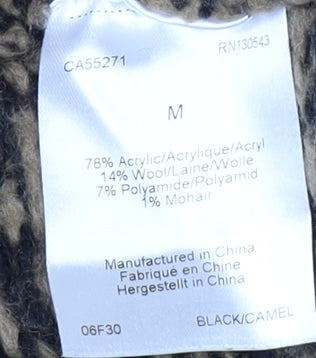 CA55271 RN130543
M
78% Acrylic/Acrylique/Acryl
14% Wool/Laine/Wolle
7% Polyamide/Polyamid
1% Mohair
Manufactured in China
Fabriqué en Chine
Hergestellt in China
06F30 BLACK/CAMEL